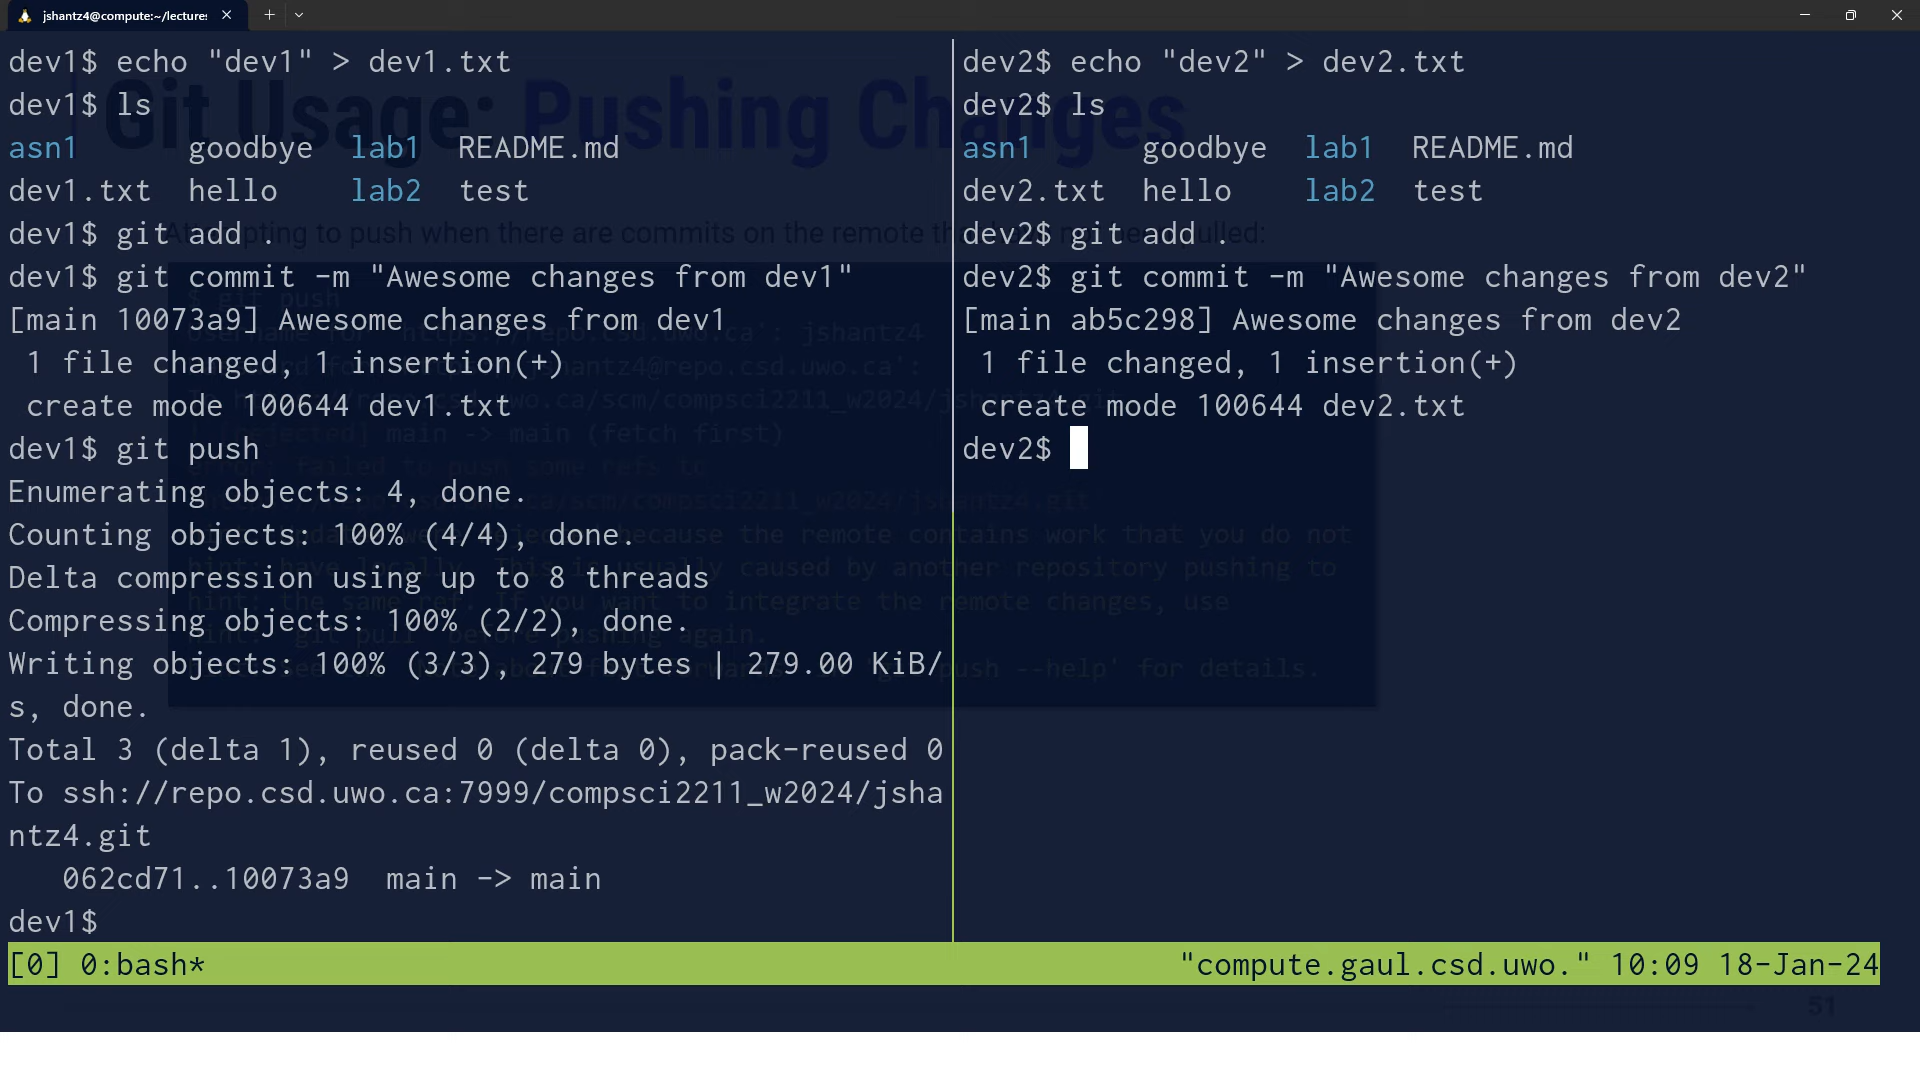 jshantz4@compute:~/lecture
dev1$ echo "dev1" > dev1.txt
dev1$ ls
asn1 goodbye lab1 README.md
dev1.txt hello lab2 test
dev1$ git add .
dev1$ git commit -m "Awesome changes from dev1"
[main 10073a9] Awesome changes from dev1
1 file changed, 1 insertion(+)
create mode 100644 dev1.txt
dev1$ git push
Enumerating objects: 4, done.
Counting objects: 100% (4/4), done.
Delta compression using up to 8 threads
Compressing objects: 100% (2/2), done.
Writing objects: 100% (3/3), 279 bytes | 279.00 KiB/
s, done.
Total 3 (delta 1), reused 0 (delta 0), pack-reused 0
To ssh://repo.csd.uwo.ca:7999/compsci2211_w2024/jsha
ntz4.git
062cd71..10073a9 main -> main
dev1$
dev2$ echo "dev2" > dev2.txt
dev2$ ls
asn1 goodbye lab1 README.md
dev2.txt hello lab2 test
dev2$ git add .
dev2$ git commit -m "Awesome changes from dev2"
[main ab5c298] Awesome changes from dev2
1 file changed, 1 insertion(+)
create mode 100644 dev2.txt
dev2$
[0] 0:bash* "compute.gaul.csd.uwo." 10:09 18-Jan-24
Git Usage: Pushing Changes
51